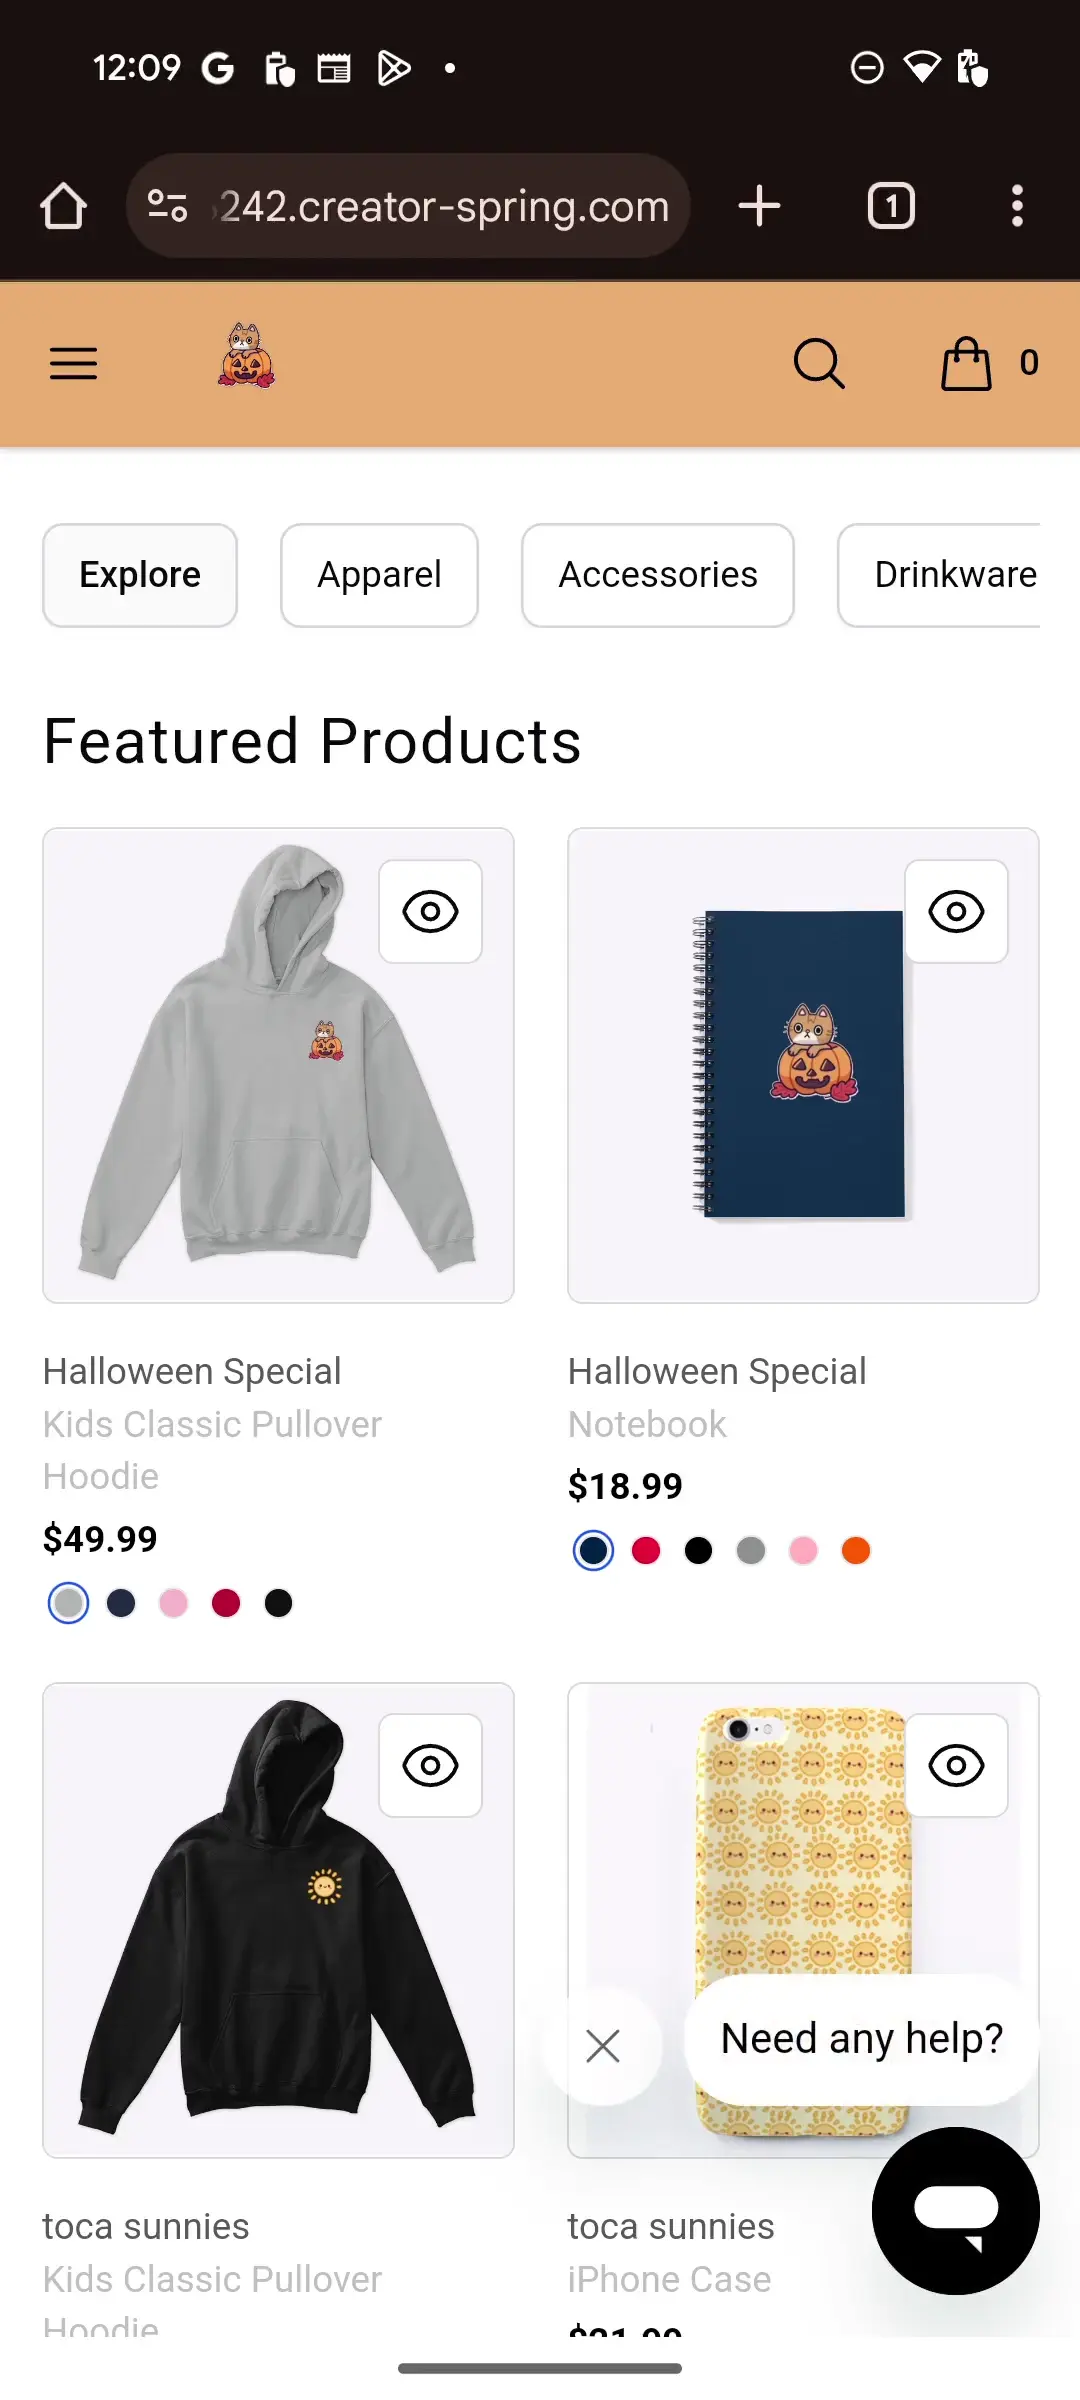 12:09
242.creator-spring.com
1
0
Explore
Apparel
Accessories
Drinkware
Featured Products
Halloween Special
Kids Classic Pullover
Hoodie
$49.99
Halloween Special
Notebook
$18.99
toca sunnies
Kids Classic Pullover
Hoodie
toca sunnies
iPhone Case
Need any help?